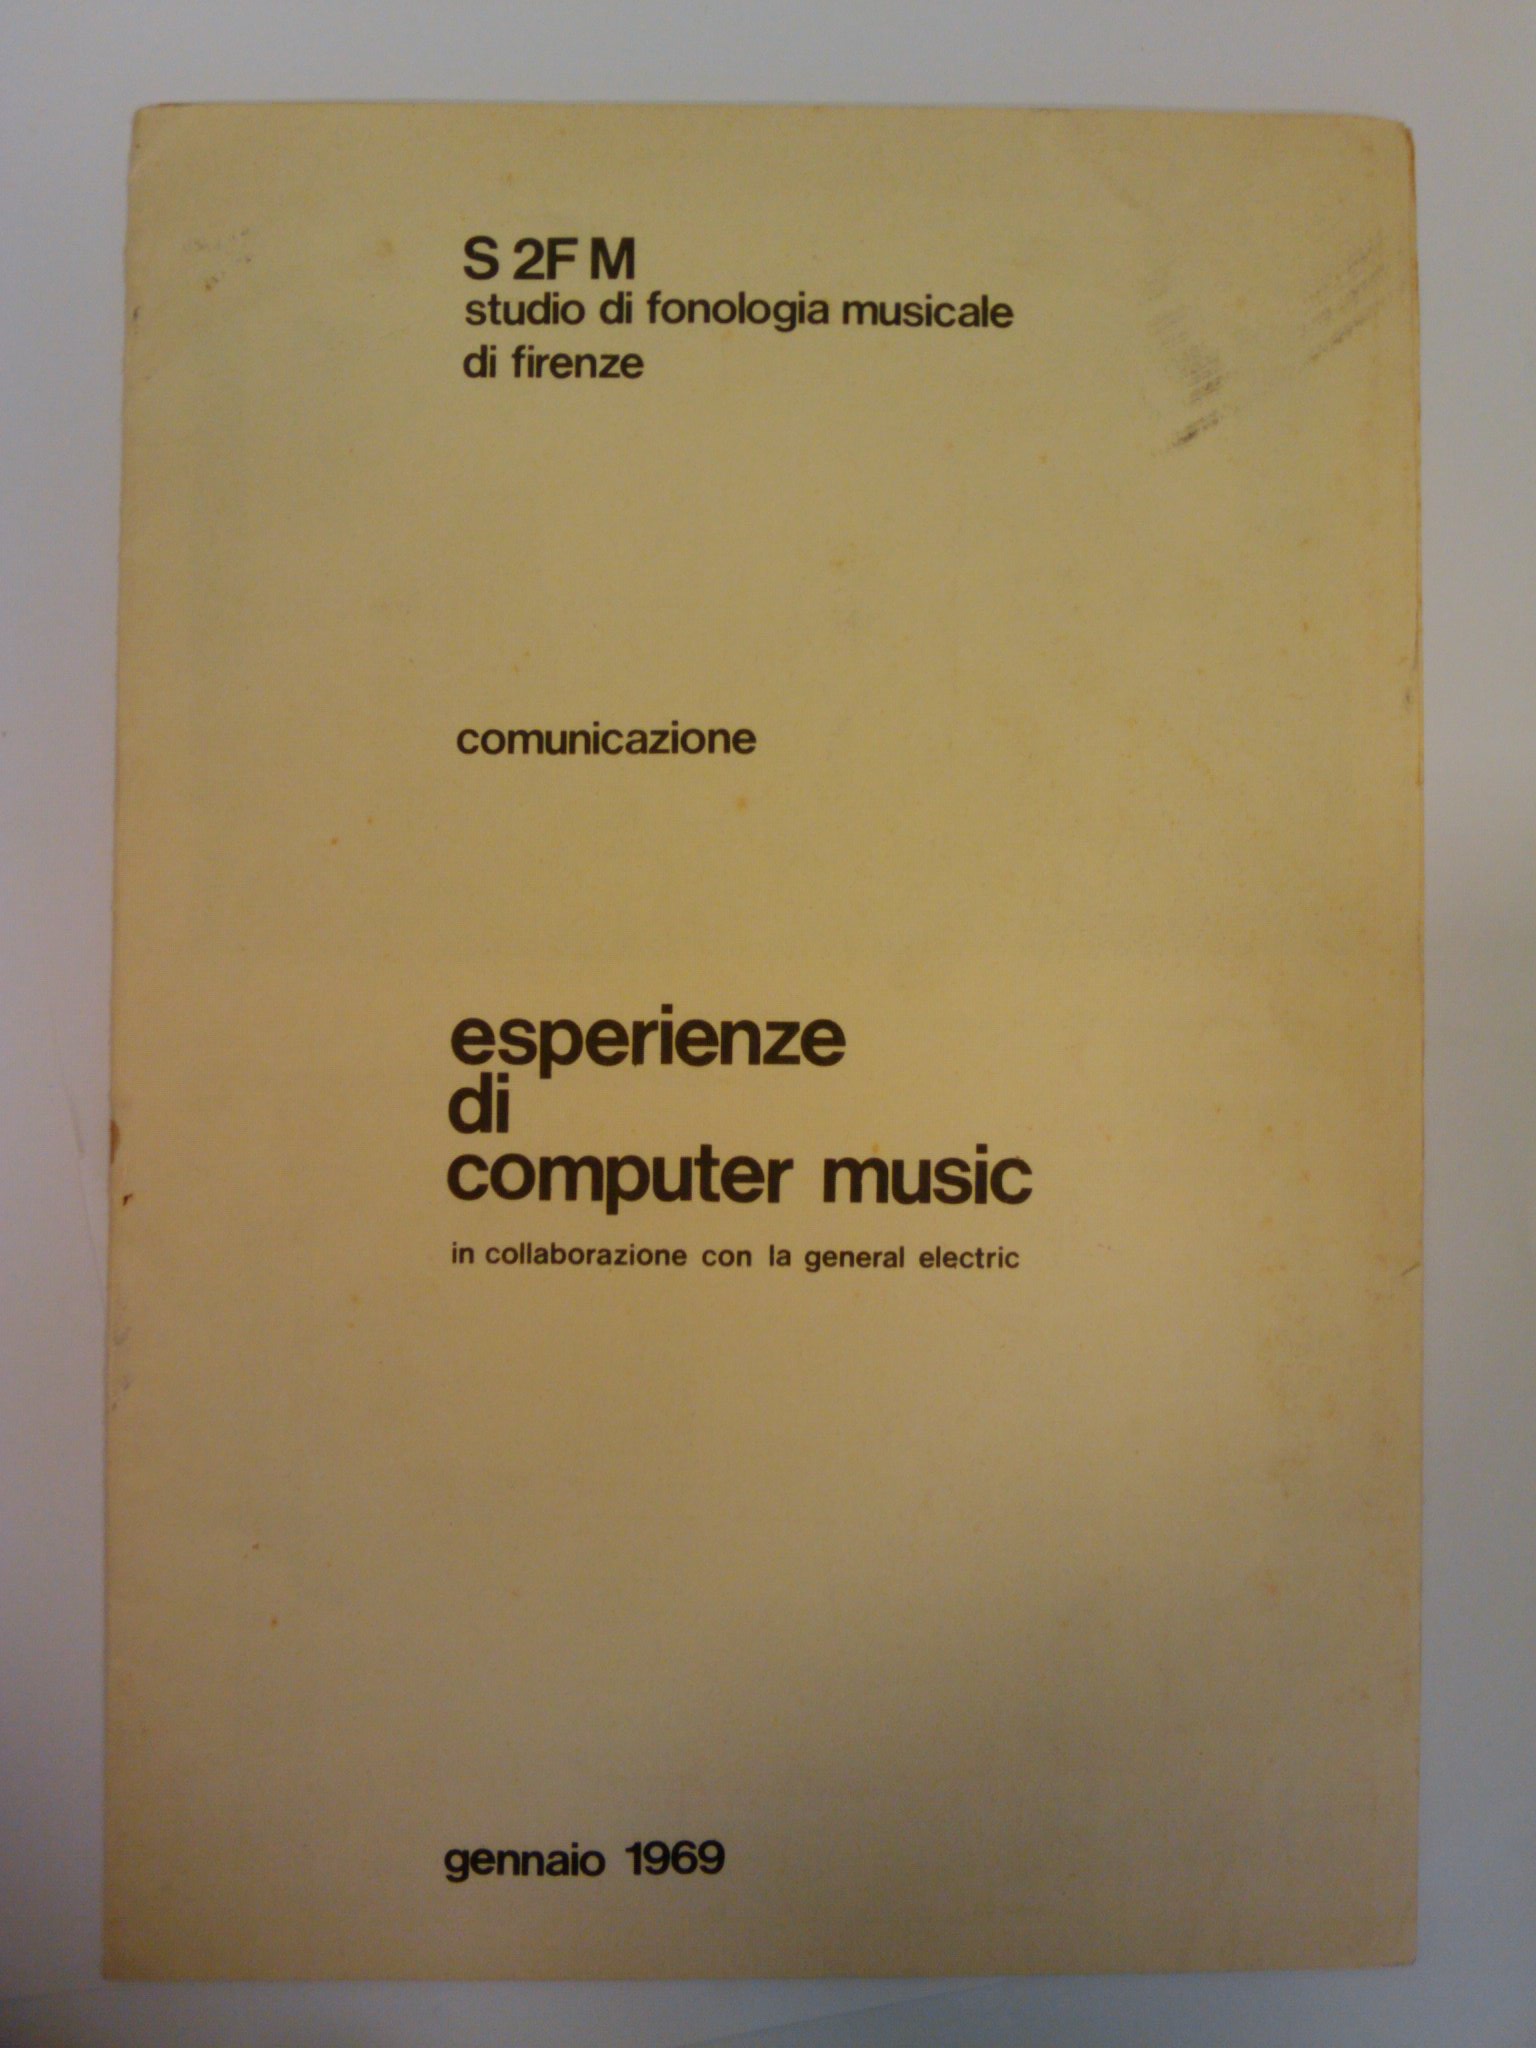 S 2F M
studio di fonologia musicale
di firenze
comunicazione
esperienze
di
computer music
in collaborazione con la general electric
gennaio 1969